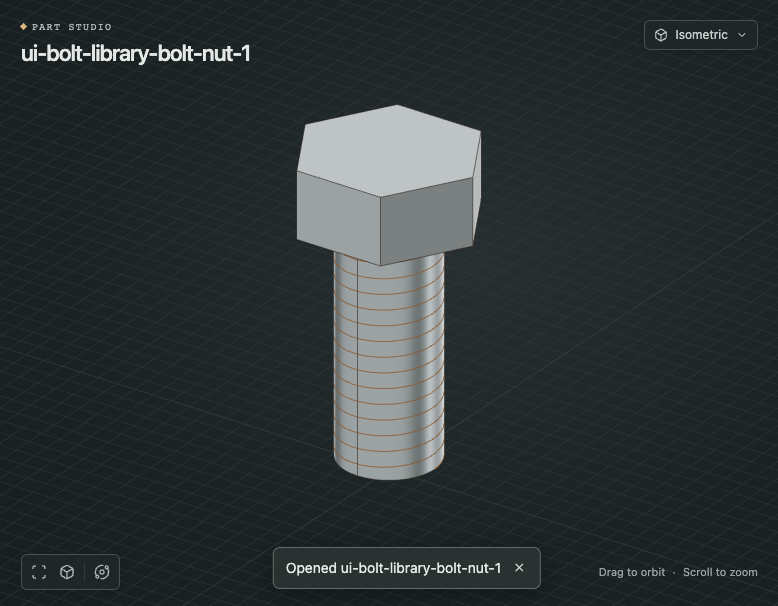 PART STUDIO
ui-bolt-library-bolt-nut-1
Isometric
Opened ui-bolt-library-bolt-nut-1
Drag to orbit · Scroll to zoom